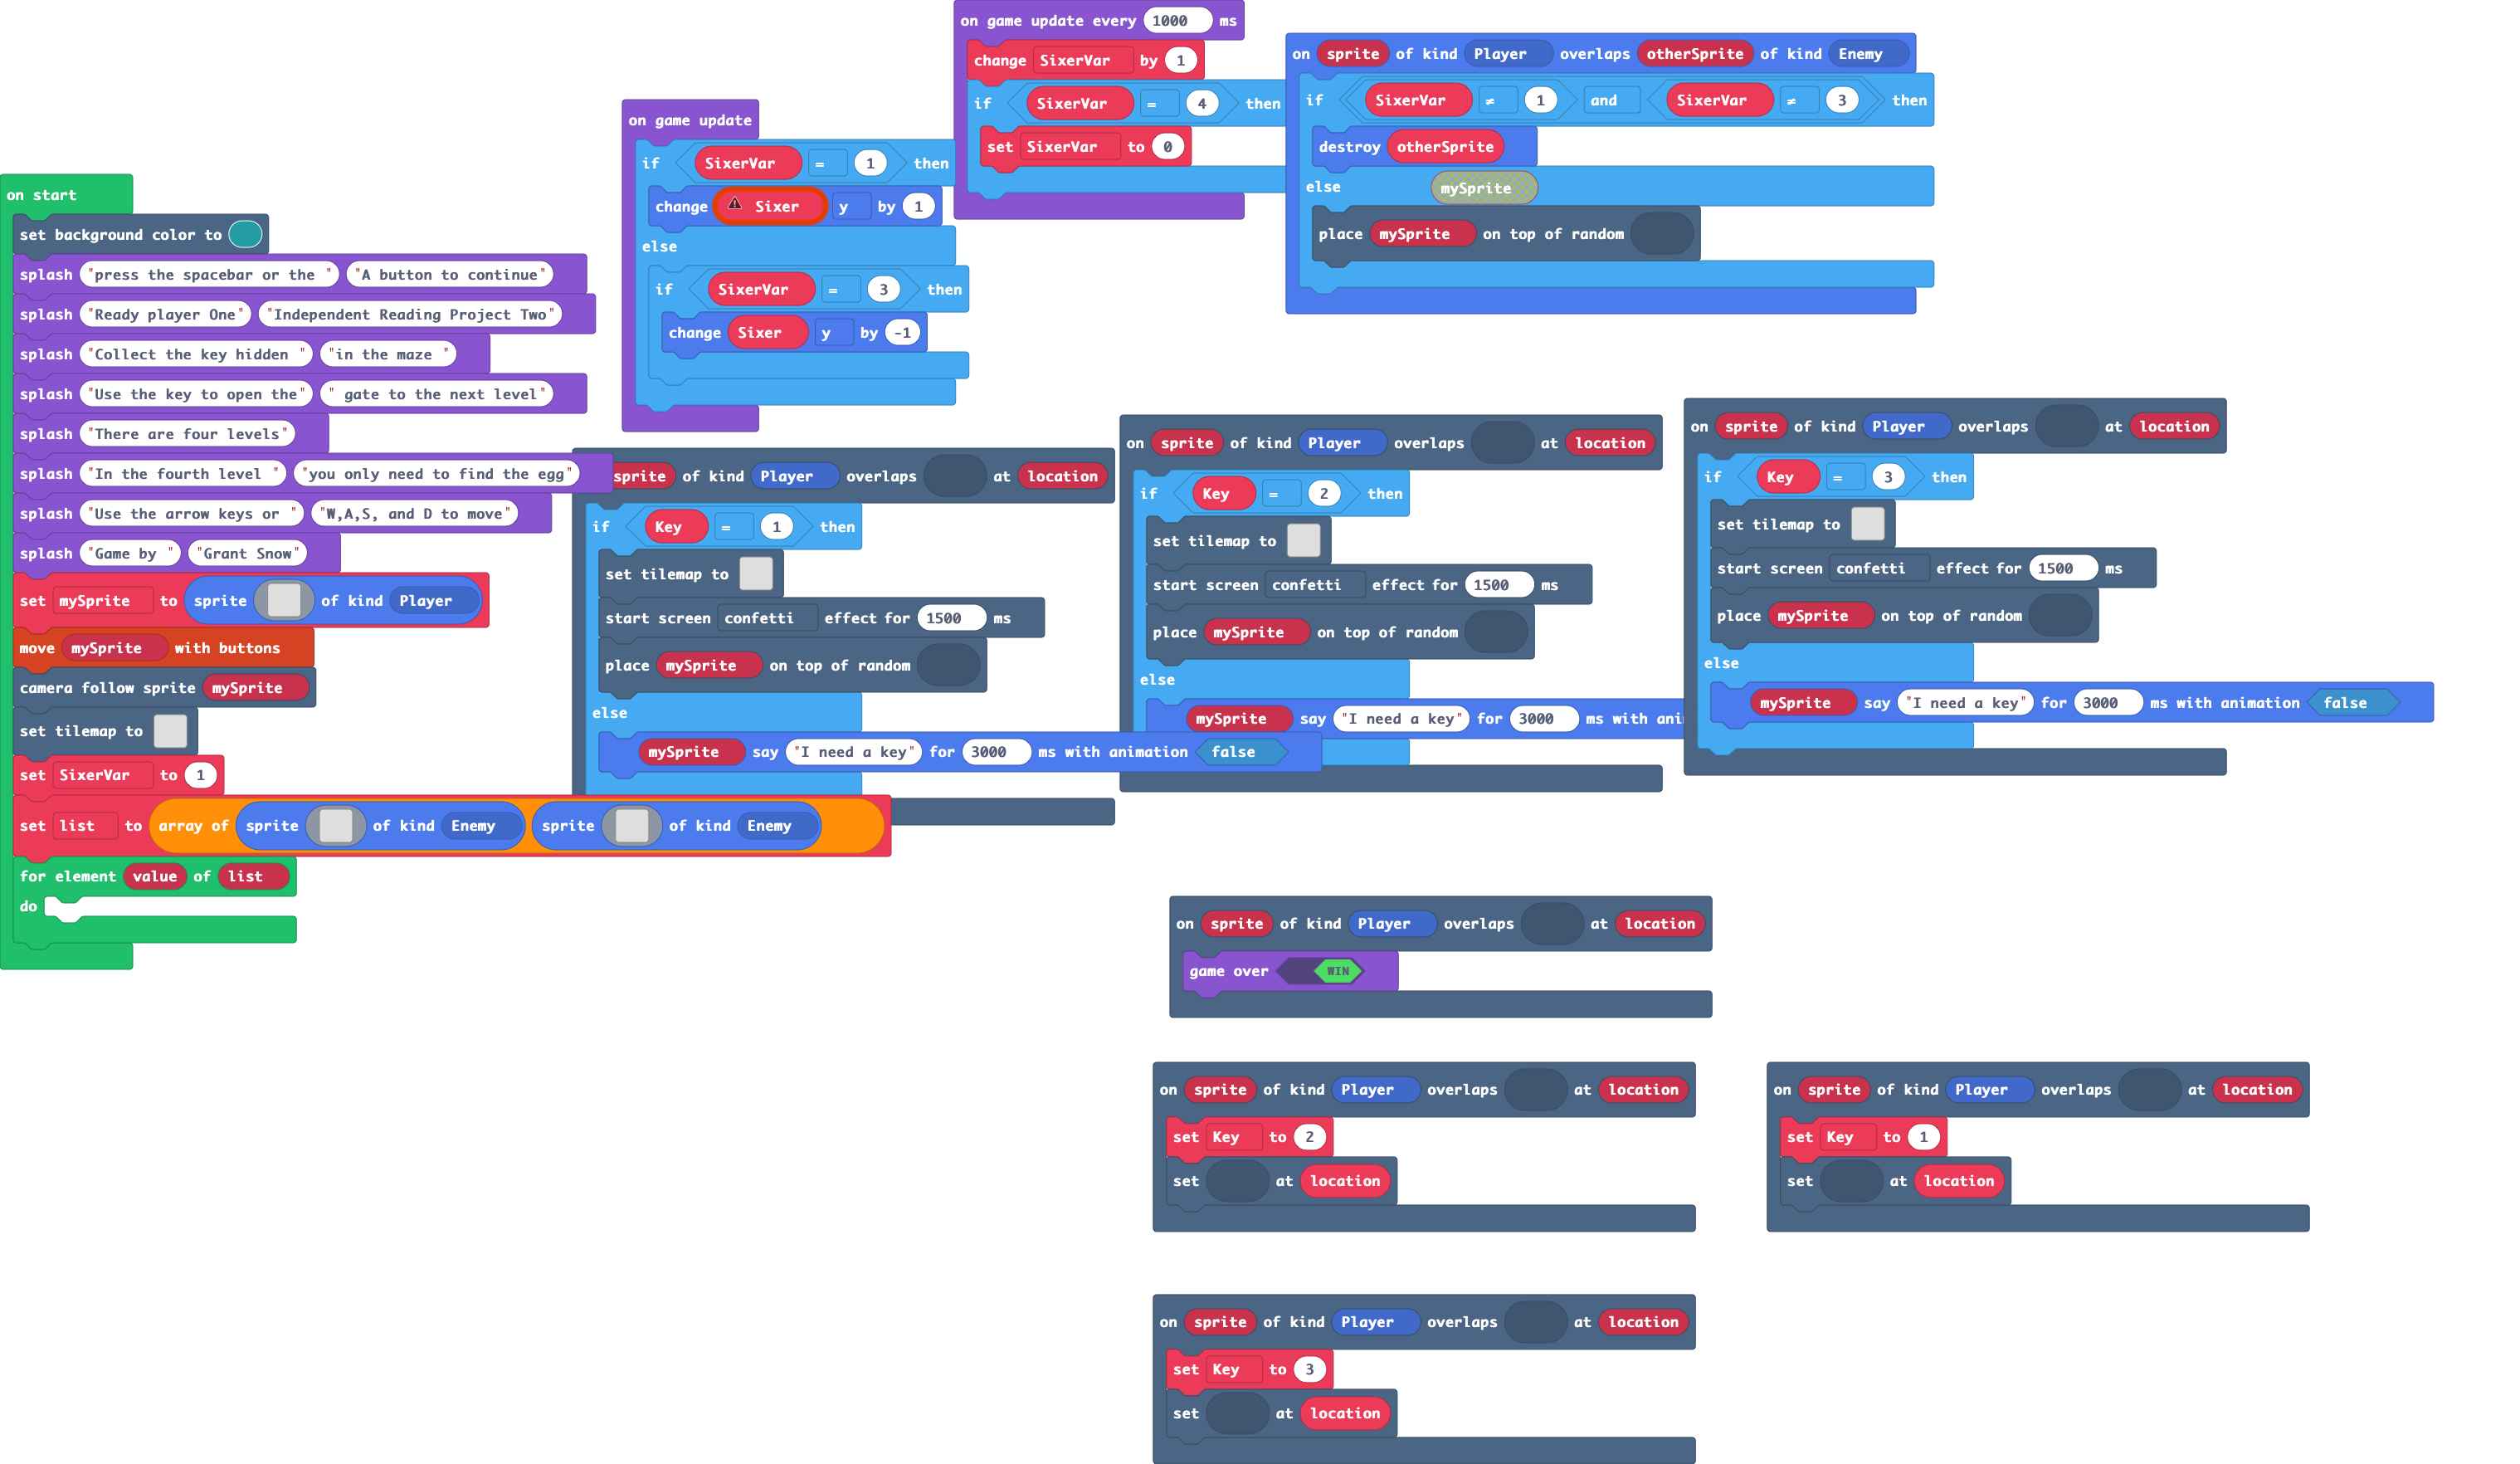 on start
set background color to
splash "press the spacebar or the " "A button to continue"
splash "Ready player One" "Independent Reading Project Two"
splash "Collect the key hidden " "in the maze "
splash "Use the key to open the" " gate to the next level"
splash "There are four levels"
splash "In the fourth level " "you only need to find the egg"
splash "Use the arrow keys or " "W,A,S, and D to move"
splash "Game by " "Grant Snow"
set mySprite to sprite of kind Player
move mySprite with buttons
camera follow sprite mySprite
set tilemap to
set SixerVar to 1
set list to array of sprite of kind Enemy sprite of kind Enemy
for element value of list
do
on game update
if SixerVar = 1 then
change Sixer y by 1
else
if SixerVar = 3 then
change Sixer y by -1
on game update every 1000 ms
change SixerVar by 1
if SixerVar = 4 then
set SixerVar to 0
on sprite of kind Player overlaps otherSprite of kind Enemy
if SixerVar ≠ 1 and SixerVar ≠ 3 then
destroy otherSprite
else
mySprite
place mySprite on top of random
sprite of kind Player overlaps at location
if Key = 1 then
set tilemap to
start screen confetti effect for 1500 ms
place mySprite on top of random
else
mySprite say "I need a key" for 3000 ms with animation false
on sprite of kind Player overlaps at location
if Key = 2 then
set tilemap to
start screen confetti effect for 1500 ms
place mySprite on top of random
else
mySprite say "I need a key" for 3000 ms with
on sprite of kind Player overlaps at location
if Key = 3 then
set tilemap to
start screen confetti effect for 1500 ms
place mySprite on top of random
else
mySprite say "I need a key" for 3000 ms with animation false
on sprite of kind Player overlaps at location
game over WIN
on sprite of kind Player overlaps at location
set Key to 2
set at location
on sprite of kind Player overlaps at location
set Key to 1
set at location
on sprite of kind Player overlaps at location
set Key to 3
set at location